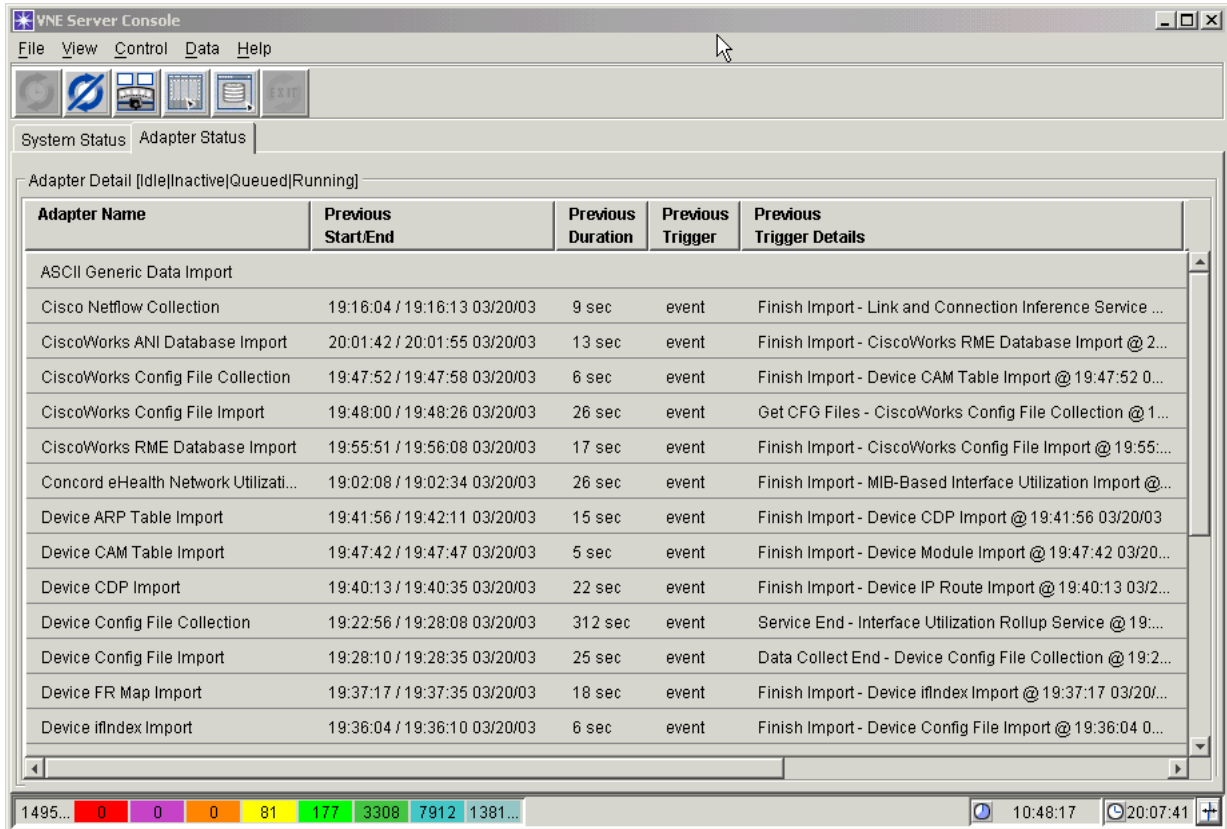 VNE Server Console
File View Control Data Help
EXIT
System Status Adapter Status
Adapter Detail [Idle|Inactive|Queued|Running]
Adapter Name Previous Start/End Previous Duration Previous Trigger Previous Trigger Details
ASCII Generic Data Import
Cisco Netflow Collection 19:16:04 / 19:16:13 03/20/03 9 sec event Finish Import - Link and Connection Inference Service ...
CiscoWorks ANI Database Import 20:01:42 / 20:01:55 03/20/03 13 sec event Finish Import - CiscoWorks RME Database Import @ 2...
CiscoWorks Config File Collection 19:47:52 / 19:47:58 03/20/03 6 sec event Finish Import - Device CAM Table Import @ 19:47:52 0...
CiscoWorks Config File Import 19:48:00 / 19:48:26 03/20/03 26 sec event Get CFG Files - CiscoWorks Config File Collection @ 1...
CiscoWorks RME Database Import 19:55:51 / 19:56:08 03/20/03 17 sec event Finish Import - CiscoWorks Config File Import @ 19:55:...
Concord eHealth Network Utilizati... 19:02:08 / 19:02:34 03/20/03 26 sec event Finish Import - MIB-Based Interface Utilization Import @...
Device ARP Table Import 19:41:56 / 19:42:11 03/20/03 15 sec event Finish Import - Device CDP Import @ 19:41:56 03/20/03
Device CAM Table Import 19:47:42 / 19:47:47 03/20/03 5 sec event Finish Import - Device Module Import @ 19:47:42 03/20...
Device CDP Import 19:40:13 / 19:40:35 03/20/03 22 sec event Finish Import - Device IP Route Import @ 19:40:13 03/2...
Device Config File Collection 19:22:56 / 19:28:08 03/20/03 312 sec event Service End - Interface Utilization Rollup Service @ 19:...
Device Config File Import 19:28:10 / 19:28:35 03/20/03 25 sec event Data Collect End - Device Config File Collection @ 19:2...
Device FR Map Import 19:37:17 / 19:37:35 03/20/03 18 sec event Finish Import - Device ifIndex Import @ 19:37:17 03/20/...
Device ifIndex Import 19:36:04 / 19:36:10 03/20/03 6 sec event Finish Import - Device Config File Import @ 19:36:04 0...
1495... 0 0 0 81 177 3308 7912 1381... 10:48:17 20:07:41